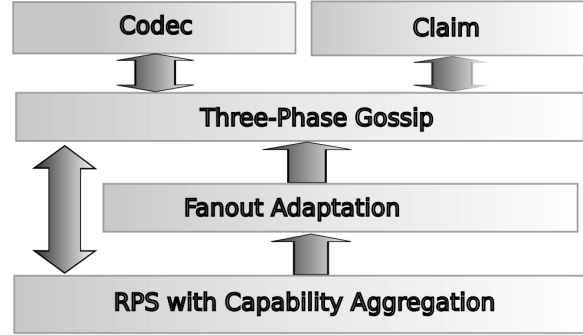 Codec
Claim
Three-Phase Gossip
Fanout Adaptation
RPS with Capability Aggregation